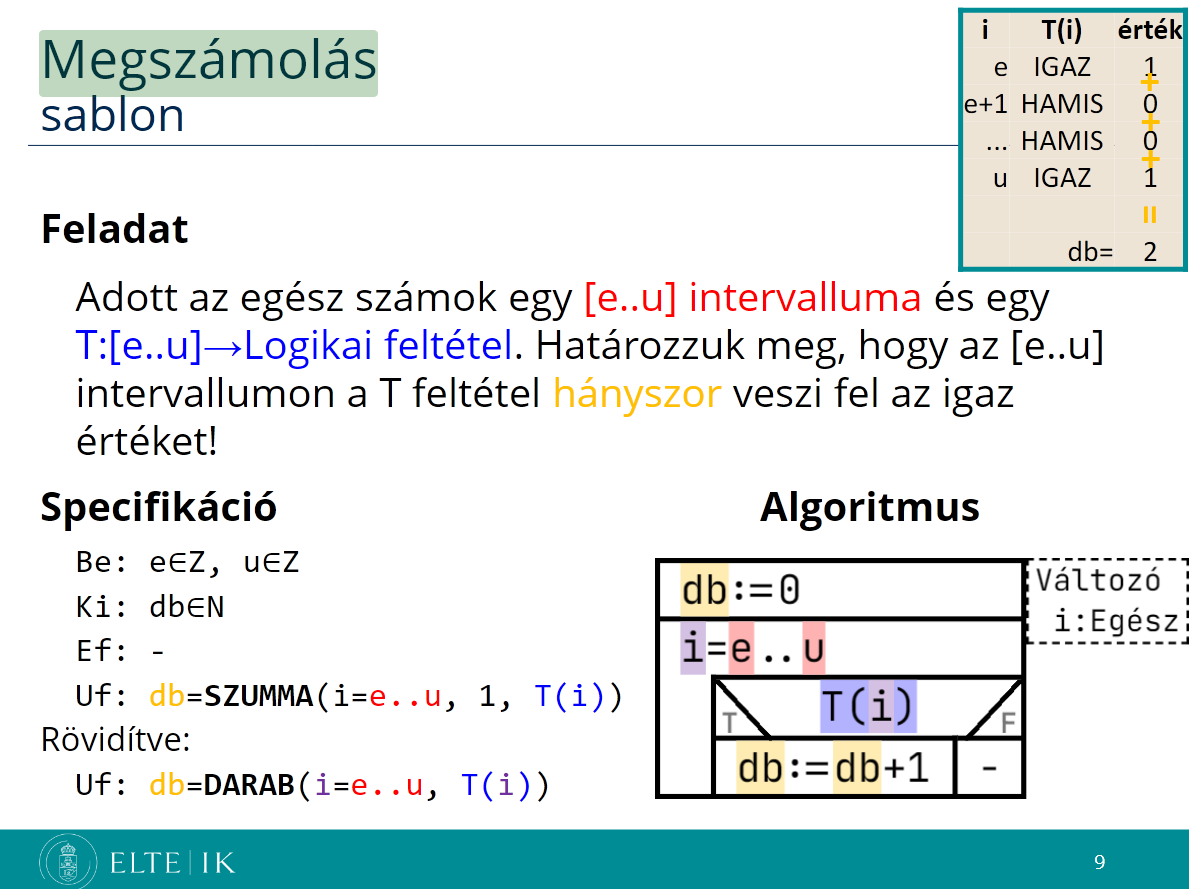 Megszámolás
sablon
i T(i) érték
e IGAZ 1
+
e+1 HAMIS 0
+
... HAMIS 0
+
u IGAZ 1
=
db= 2
Feladat
Adott az egész számok egy [e..u] intervalluma és egy
T:[e..u]→Logikai feltétel. Határozzuk meg, hogy az [e..u]
intervallumon a T feltétel hányszor veszi fel az igaz
értéket!
Specifikáció
Be: e∈Z, u∈Z
Ki: db∈N
Ef: -
Uf: db=SZUMMA(i=e..u, 1, T(i))
Rövidítve:
Uf: db=DARAB(i=e..u, T(i))
Algoritmus
db:=0
Változó
i:Egész
i=e..u
T T(i) F
db:=db+1 -
ELTE | IK
9